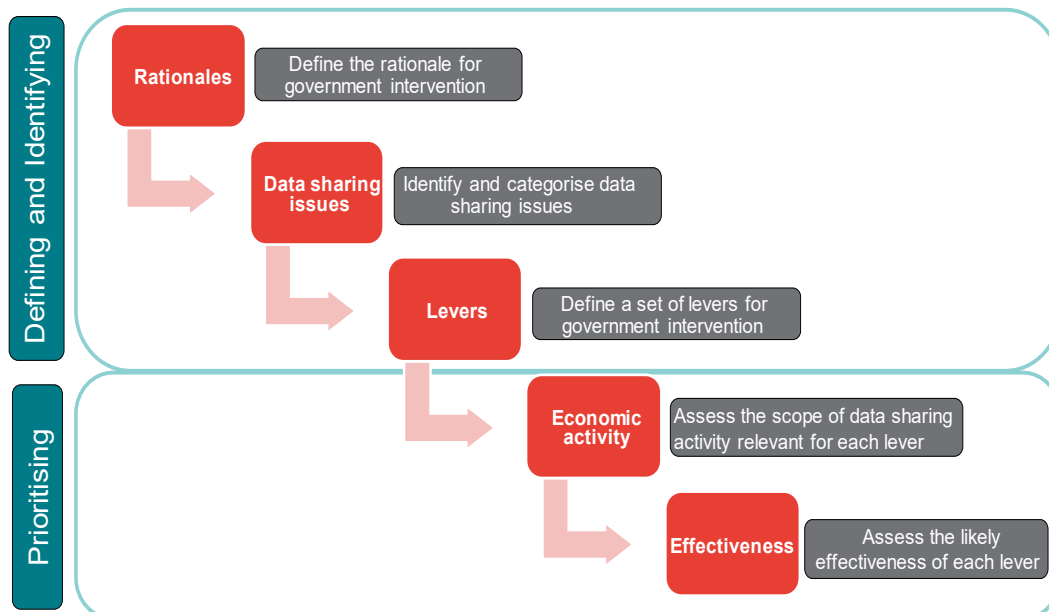 Defining and Identifying
Rationales
Define the rationale for
government intervention
Data sharing
issues
Identify and categorise data
sharing issues
Levers
Define a set of levers for
government intervention
Prioritising
Economic
activity
Assess the scope of data sharing
activity relevant for each lever
Effectiveness
Assess the likely
effectiveness of each lever